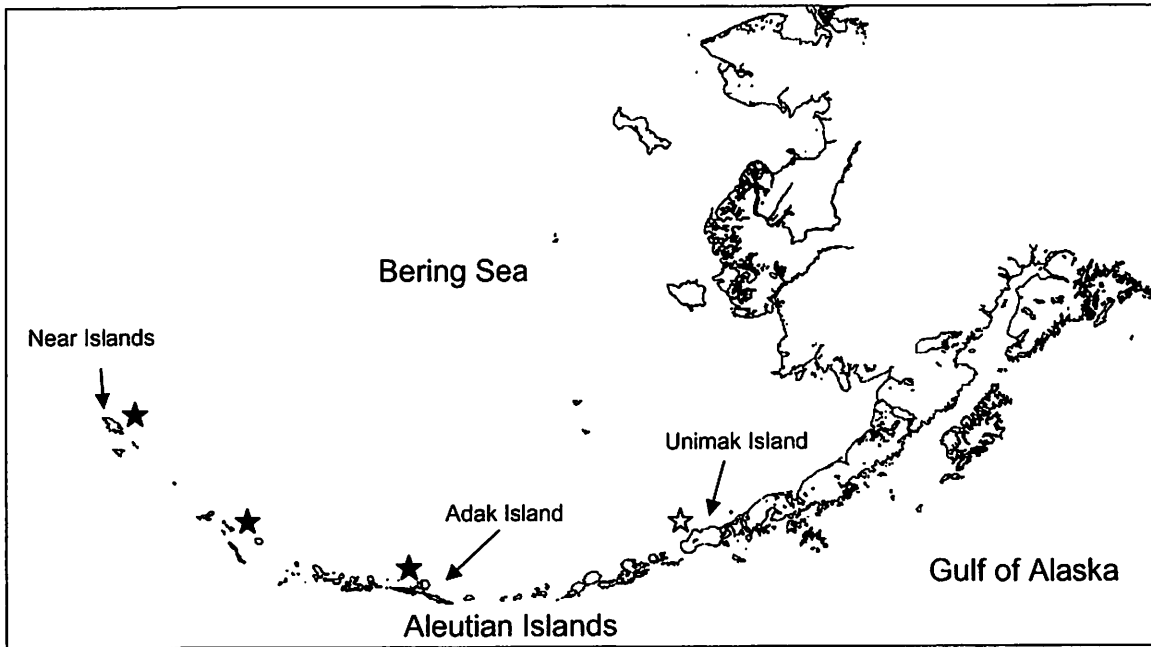 Bering Sea
Near Islands
Unimak Island
Adak Island
Gulf of Alaska
Aleutian Islands